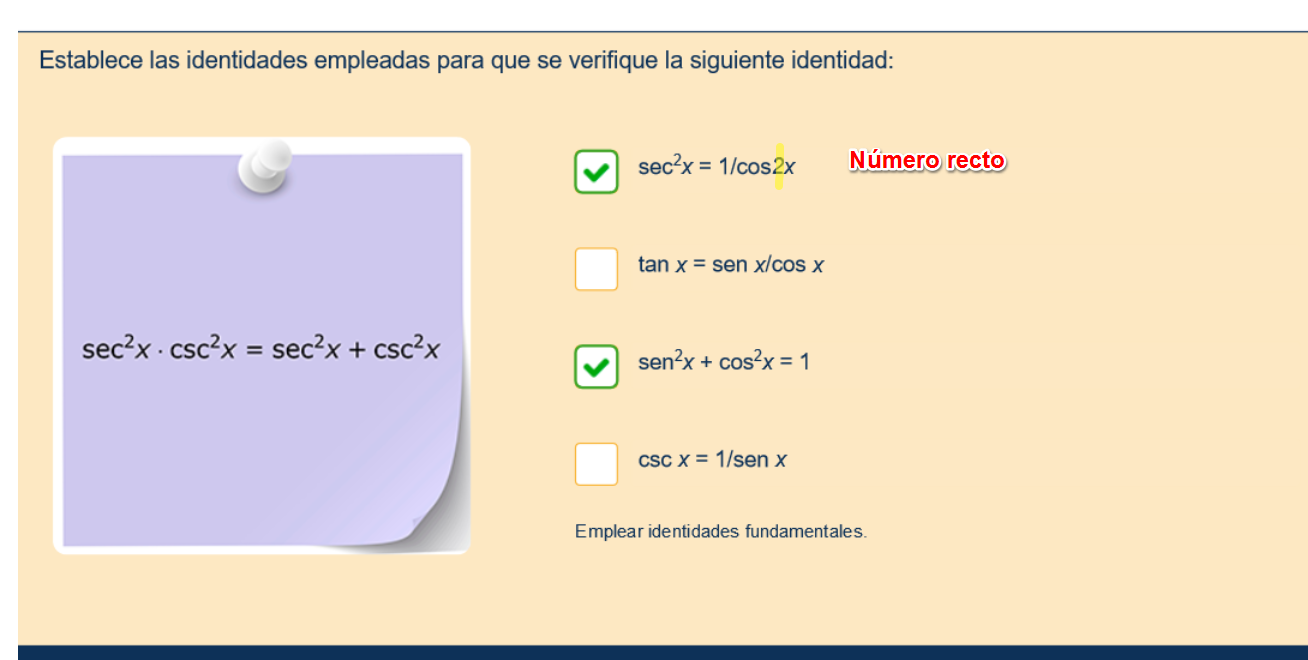 Establece las identidades empleadas para que se verifique la siguiente identidad:
sec²x · csc²x = sec²x + csc²x
sec²x = 1/cos2x
Número recto
tan x = sen x/cos x
sen²x + cos²x = 1
csc x = 1/sen x
Emplear identidades fundamentales.